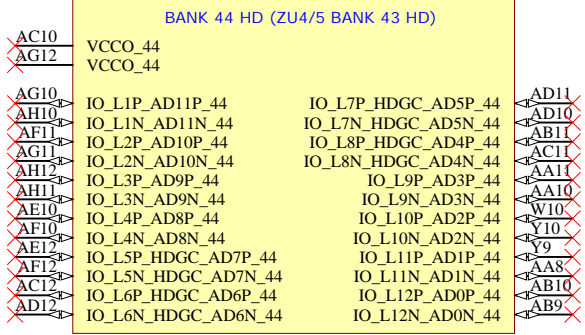 BANK 44 HD (ZU4/5 BANK 43 HD)
AC10 VCCO_44
AG12 VCCO_44
AG10 IO_L1P_AD11P_44 IO_L7P_HDGC_AD5P_44 AD11
AH10 IO_L1N_AD11N_44 IO_L7N_HDGC_AD5N_44 AD10
AF11 IO_L2P_AD10P_44 IO_L8P_HDGC_AD4P_44 AB11
AG11 IO_L2N_AD10N_44 IO_L8N_HDGC_AD4N_44 AC11
AH12 IO_L3P_AD9P_44 IO_L9P_AD3P_44 AA11
AH11 IO_L3N_AD9N_44 IO_L9N_AD3N_44 AA10
AE10 IO_L4P_AD8P_44 IO_L10P_AD2P_44 W10
AF10 IO_L4N_AD8N_44 IO_L10N_AD2N_44 Y10
AE12 IO_L5P_HDGC_AD7P_44 IO_L11P_AD1P_44 Y9
AF12 IO_L5N_HDGC_AD7N_44 IO_L11N_AD1N_44 AA8
AC12 IO_L6P_HDGC_AD6P_44 IO_L12P_AD0P_44 AB10
AD12 IO_L6N_HDGC_AD6N_44 IO_L12N_AD0N_44 AB9